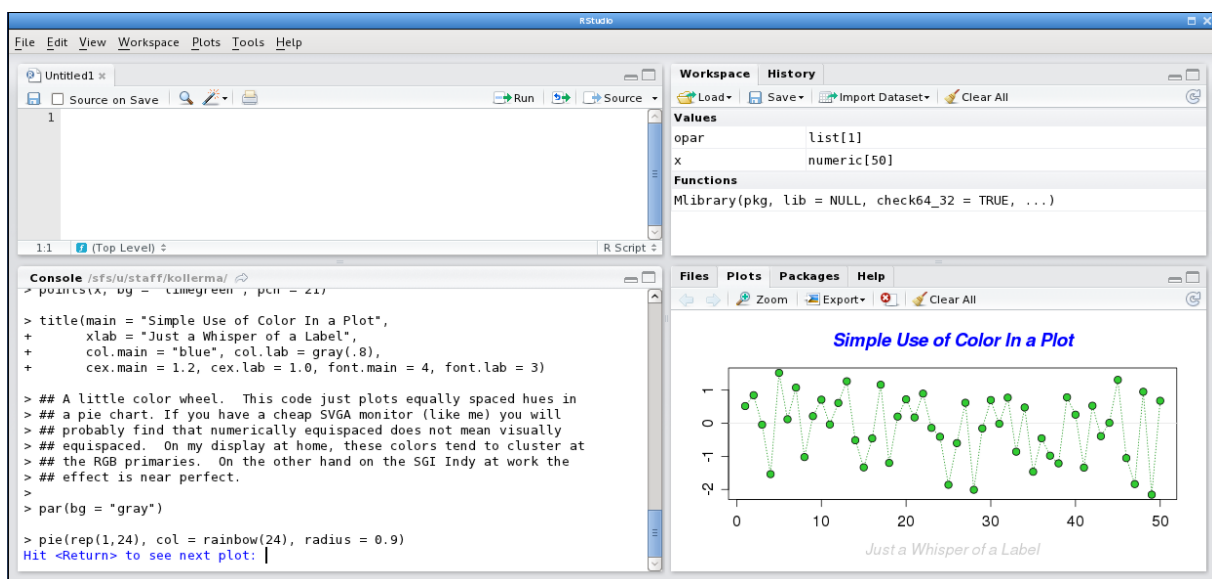 RStudio
File Edit View Workspace Plots Tools Help
Untitled1
Source on Save Run Source
1
1:1 (Top Level) R Script
Console /sfs/u/staff/kollerma/
> points(x, bg = "limegreen", pch = 21)
> title(main = "Simple Use of Color In a Plot",
+ xlab = "Just a Whisper of a Label",
+ col.main = "blue", col.lab = gray(.8),
+ cex.main = 1.2, cex.lab = 1.0, font.main = 4, font.lab = 3)
> ## A little color wheel. This code just plots equally spaced hues in
> ## a pie chart. If you have a cheap SVGA monitor (like me) you will
> ## probably find that numerically equispaced does not mean visually
> ## equispaced. On my display at home, these colors tend to cluster at
> ## the RGB primaries. On the other hand on the SGI Indy at work the
> ## effect is near perfect.
>
> par(bg = "gray")
> pie(rep(1,24), col = rainbow(24), radius = 0.9)
Hit <Return> to see next plot:
Workspace History
Load Save Import Dataset Clear All
Values
opar list[1]
x numeric[50]
Functions
Mlibrary(pkg, lib = NULL, check64_32 = TRUE, ...)
Files Plots Packages Help
Zoom Export Clear All
Simple Use of Color In a Plot
1
0
-1
-2
0 10 20 30 40 50
Just a Whisper of a Label